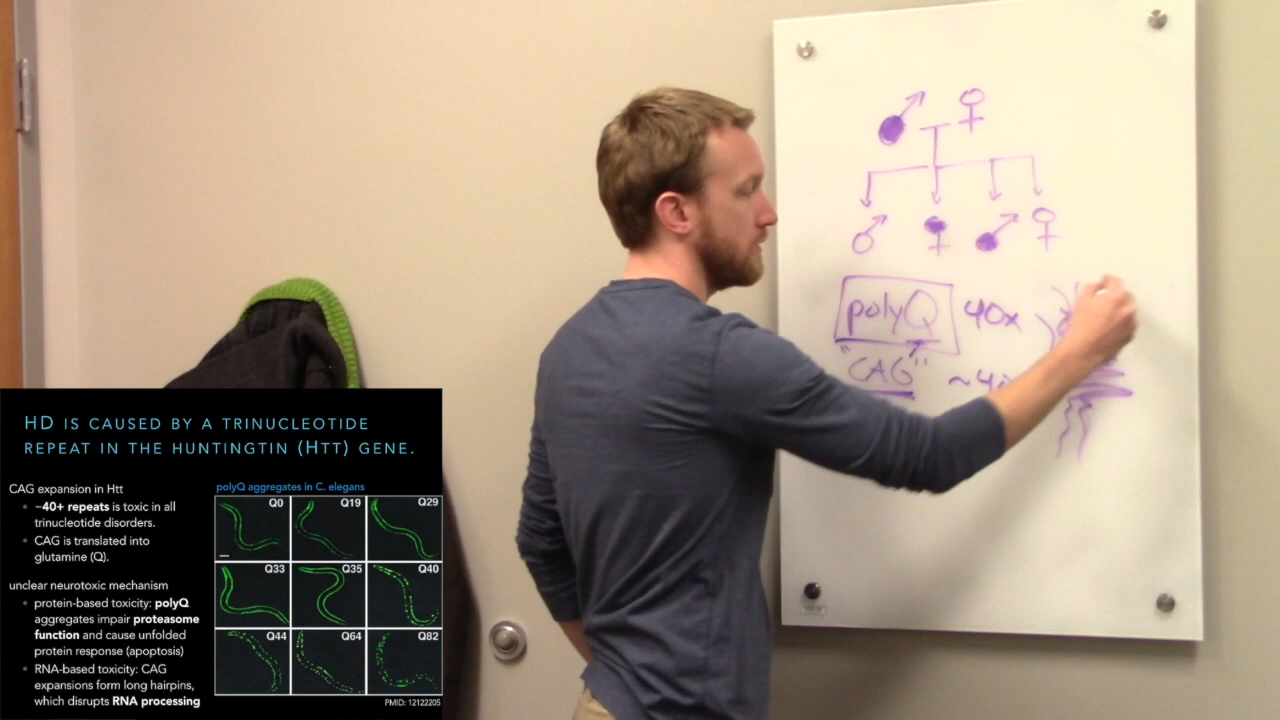 polyQ 40x
"CAG" ~40
HD IS CAUSED BY A TRINUCLEOTIDE
REPEAT IN THE HUNTINGTIN (HTT) GENE.
CAG expansion in Htt
• ~40+ repeats is toxic in all
trinucleotide disorders.
• CAG is translated into
glutamine (Q).
unclear neurotoxic mechanism
• protein-based toxicity: polyQ
aggregates impair proteasome
function and cause unfolded
protein response (apoptosis)
• RNA-based toxicity: CAG
expansions form long hairpins,
which disrupts RNA processing
polyQ aggregates in C. elegans
Q0 Q19 Q29
Q33 Q35 Q40
Q44 Q64 Q82
PMID: 12122205